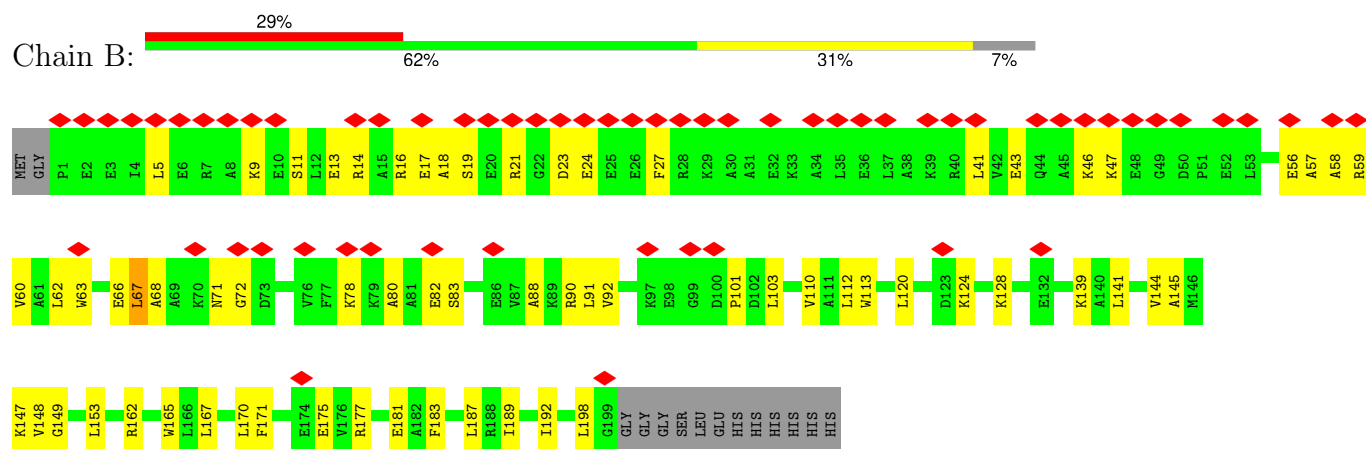 29%
Chain B:
62% 31% 7%
MET GLY P1 E2 E3 I4 L5 E6 R7 A8 K9 E10 S11 L12 E13 R14 A15 R16 E17 A18 S19 E20 R21 G22 D23 E24 E25 E26 F27 R28 K29 A30 A31 E32 K33 A34 L35 E36 L37 A38 K39 R40 L41 V42 E43 Q44 A45 K46 K47 E48 G49 D50 P51 E52 L53 E56 A57 A58 R59
V60 A61 L62 W63 E66 L67 A68 A69 K70 N71 G72 D73 V76 F77 K78 K79 A80 A81 E82 S83 E86 V87 A88 K89 R90 L91 V92 K97 E98 G99 D100 P101 D102 L103 V110 A111 L112 W113 L120 D123 K124 K128 E132 K139 A140 L141 V144 A145 M146
K147 V148 G149 L153 R162 W165 L166 L167 L170 F171 E174 E175 V176 R177 E181 A182 F183 L187 R188 I189 I192 L198 G199 GLY GLY GLY SER LEU GLU HIS HIS HIS HIS HIS HIS